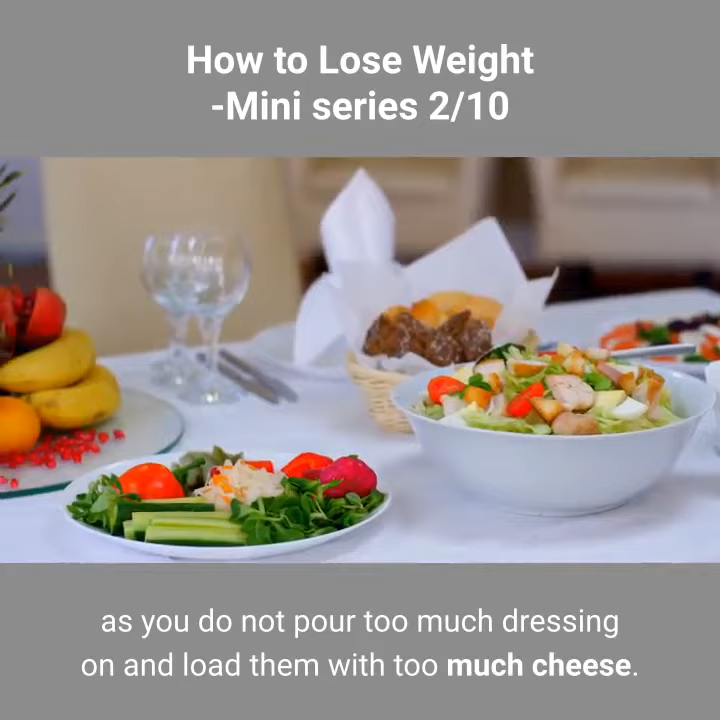 How to Lose Weight
-Mini series 2/10
as you do not pour too much dressing
on and load them with too much cheese.